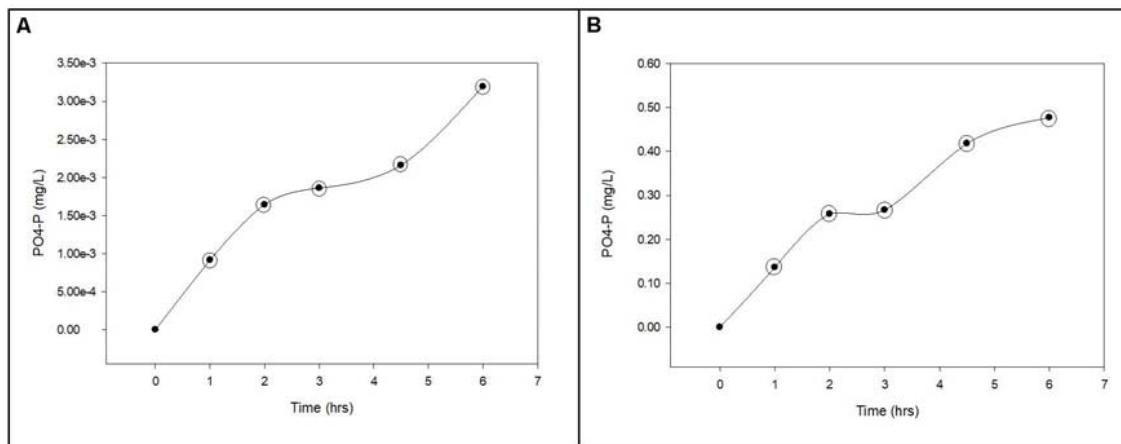 A
PO4-P (mg/L)
3.50e-3
3.00e-3
2.50e-3
2.00e-3
1.50e-3
1.00e-3
5.00e-4
0.00
0 1 2 3 4 5 6 7
Time (hrs)
B
PO4-P (mg/L)
0.60
0.50
0.40
0.30
0.20
0.10
0.00
0 1 2 3 4 5 6 7
Time (hrs)